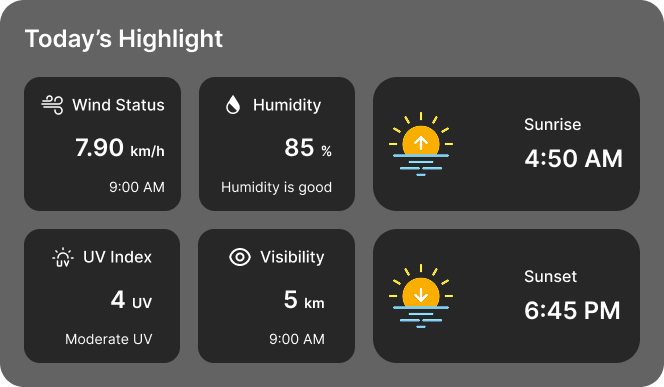 Today’s Highlight
Wind Status
7.90 km/h
9:00 AM
Humidity
85 %
Humidity is good
Sunrise
4:50 AM
UV Index
UV
4 UV
Moderate UV
Visibility
5 km
9:00 AM
Sunset
6:45 PM